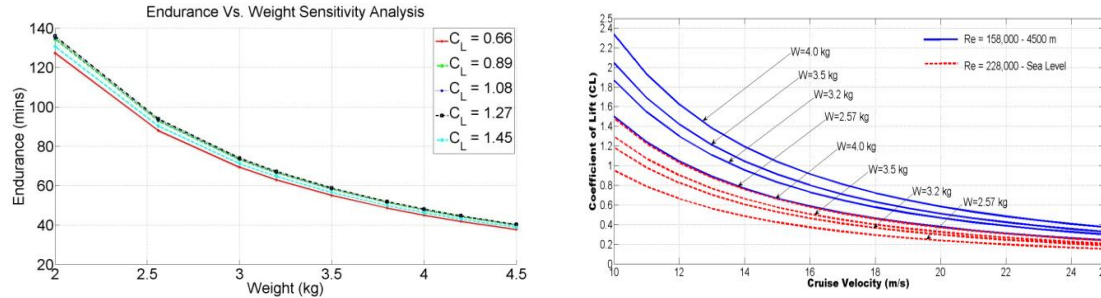 Endurance Vs. Weight Sensitivity Analysis
Endurance (mins)
140
120
100
80
60
40
20
2
2.5
3
3.5
4
4.5
Weight (kg)
C_L = 0.66
C_L = 0.89
C_L = 1.08
C_L = 1.27
C_L = 1.45
Coefficient of Lift (CL)
2.5
2.4
2.2
2
1.8
1.6
1.4
1.2
1
0.8
0.6
0.4
0.2
0
10
12
14
16
18
20
22
24
Cruise Velocity (m/s)
Re = 158,000 - 4500 m
Re = 228,000 - Sea Level
W=4.0 kg
W=3.5 kg
W=3.2 kg
W=2.57 kg
W=4.0 kg
W=3.5 kg
W=3.2 kg
W=2.57 kg